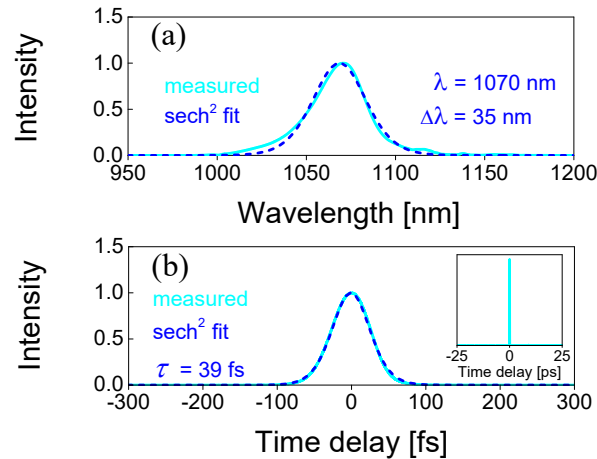 (a)
measured
sech² fit
λ = 1070 nm
Δλ = 35 nm
Intensity
1.5
1.0
0.5
0.0
950 1000 1050 1100 1150 1200
Wavelength [nm]
(b)
measured
sech² fit
τ = 39 fs
Intensity
1.5
1.0
0.5
0.0
-25 0 25
Time delay [ps]
-300 -200 -100 0 100 200 300
Time delay [fs]